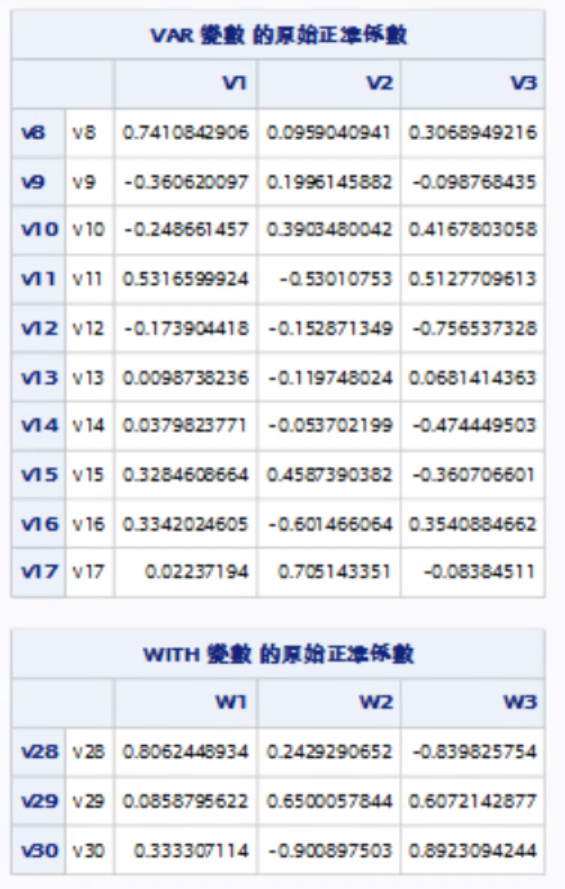 VAR 變數 的原始正準係數
V1 V2 V3
v8 v8 0.7410842906 0.0959040941 0.3068949216
v9 v9 -0.360620097 0.1996145882 -0.098768435
v10 v10 -0.248661457 0.3903480042 0.4167803058
v11 v11 0.5316599924 -0.53010753 0.5127709613
v12 v12 -0.173904418 -0.152871349 -0.756537328
v13 v13 0.0098738236 -0.119748024 0.0681414363
v14 v14 0.0379823771 -0.053702199 -0.474449503
v15 v15 0.3284608664 0.4587390382 -0.360706601
v16 v16 0.3342024605 -0.601466064 0.3540884662
v17 v17 0.02237194 0.705143351 -0.08384511
WITH 變數 的原始正準係數
W1 W2 W3
v28 v28 0.8062448934 0.2429290652 -0.839825754
v29 v29 0.0858795622 0.6500057844 0.6072142877
v30 v30 0.333307114 -0.900897503 0.8923094244